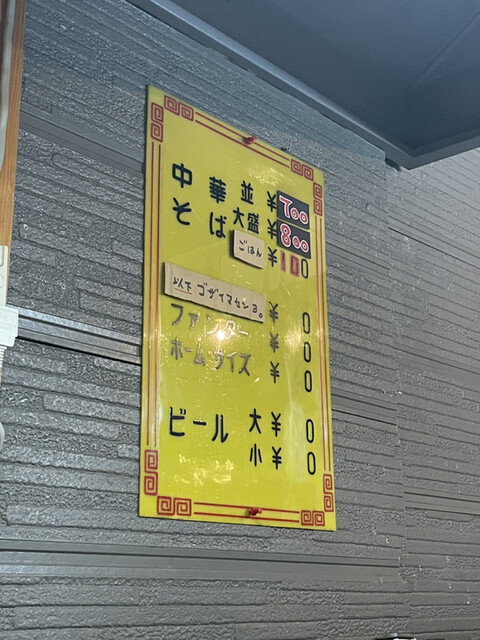 中華 並 ¥700
そば 大盛 ¥800
ごはん ¥100
以下 ゴザイマセン ヨ。
¥ 0
ファンター ¥ 0
ホームサイズ ¥ 0
ビール 大 ¥ 0
小 ¥ 0